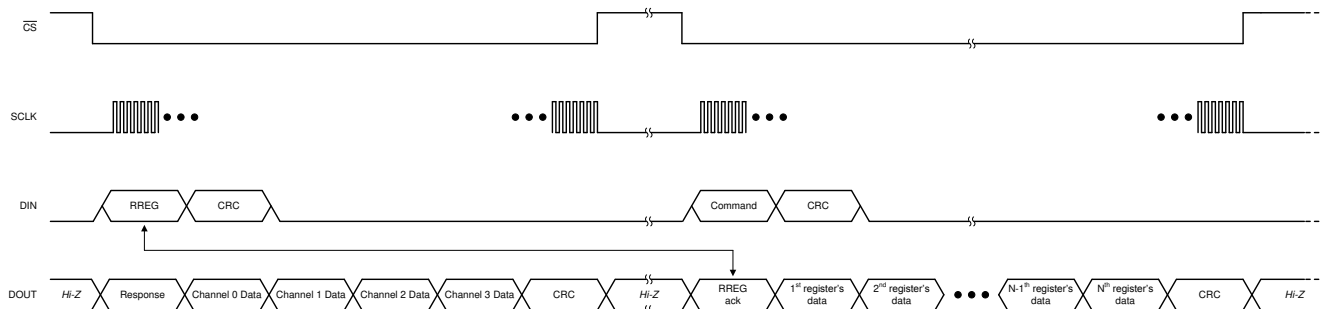 CS
SCLK
DIN
RREG
CRC
Command
CRC
DOUT
Hi-Z
Response
Channel 0 Data
Channel 1 Data
Channel 2 Data
Channel 3 Data
CRC
Hi-Z
RREG
ack
1st register's
data
2nd register's
data
N-1th register's
data
Nth register's
data
CRC
Hi-Z